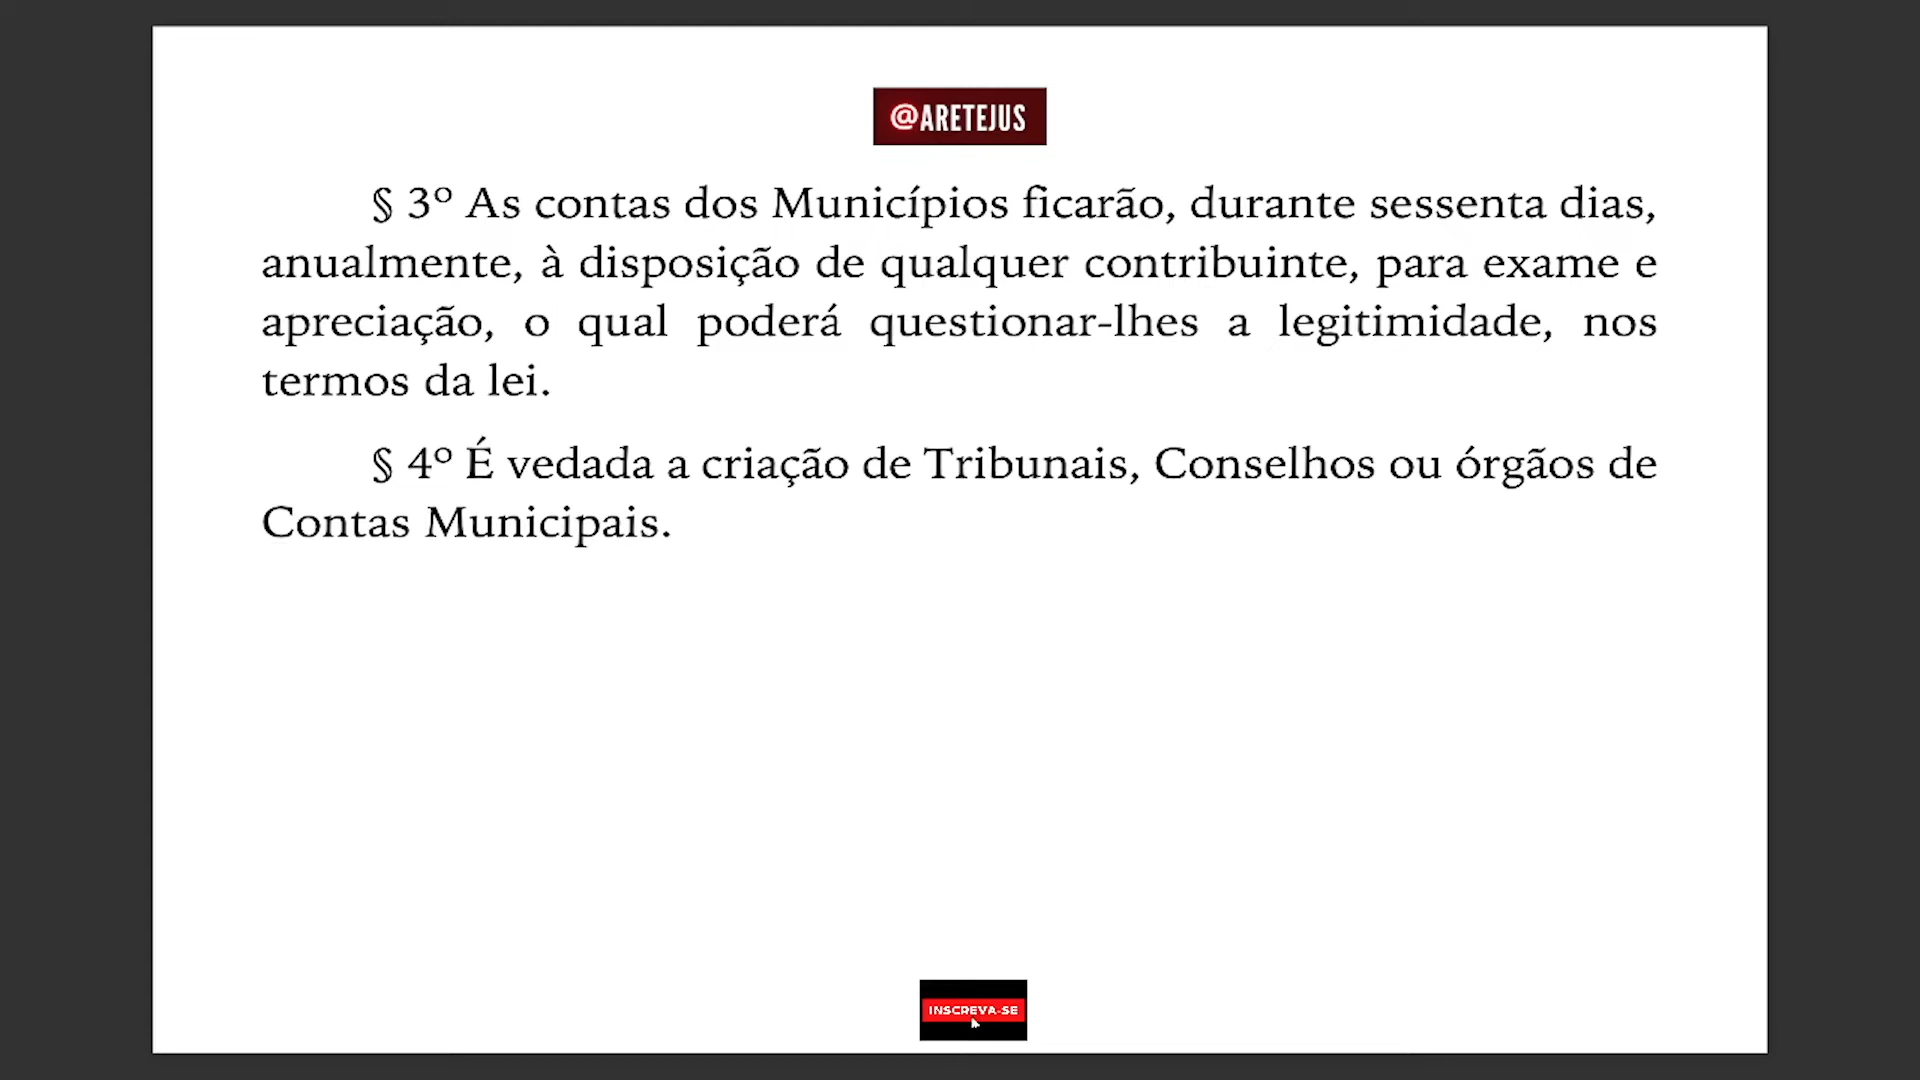 @ARETEJUS
§ 3º As contas dos Municípios ficarão, durante sessenta dias,
anualmente, à disposição de qualquer contribuinte, para exame e
apreciação, o qual poderá questionar-lhes a legitimidade, nos
termos da lei.
§ 4º É vedada a criação de Tribunais, Conselhos ou órgãos de
Contas Municipais.
INSCREVA-SE